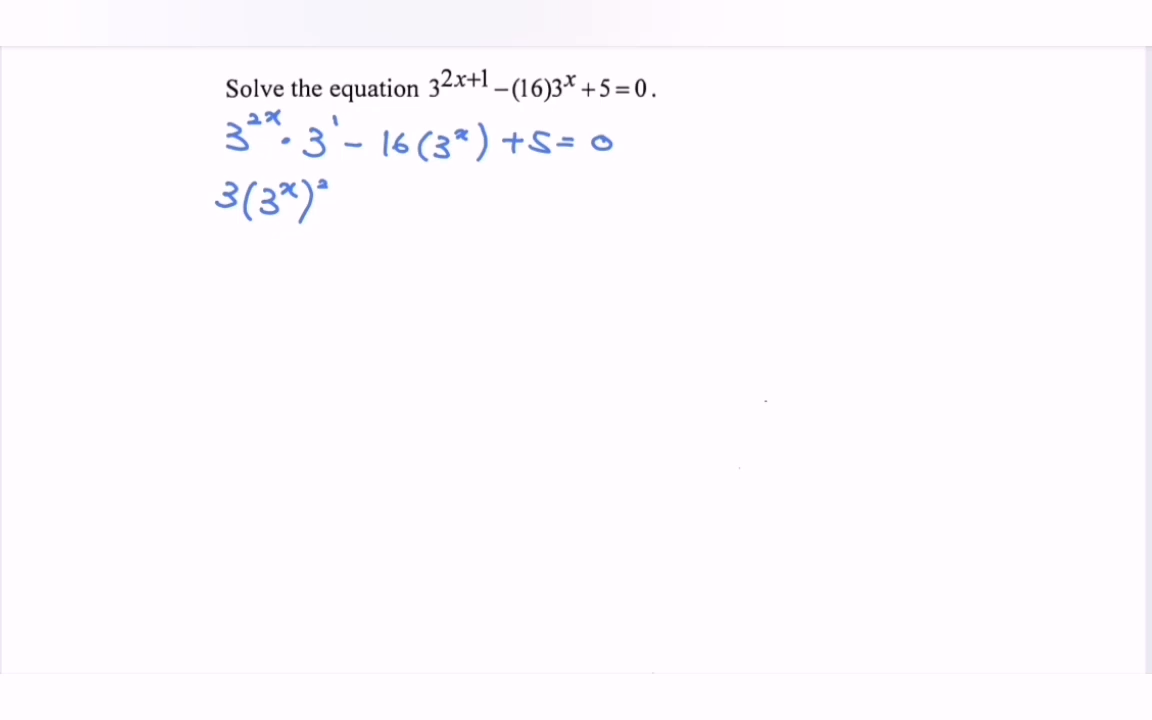 Solve the equation 3^{2x+1} – (16)3^x + 5 = 0.
3^{2x} · 3^1 – 16(3^x) + 5 = 0
3(3^x)^2